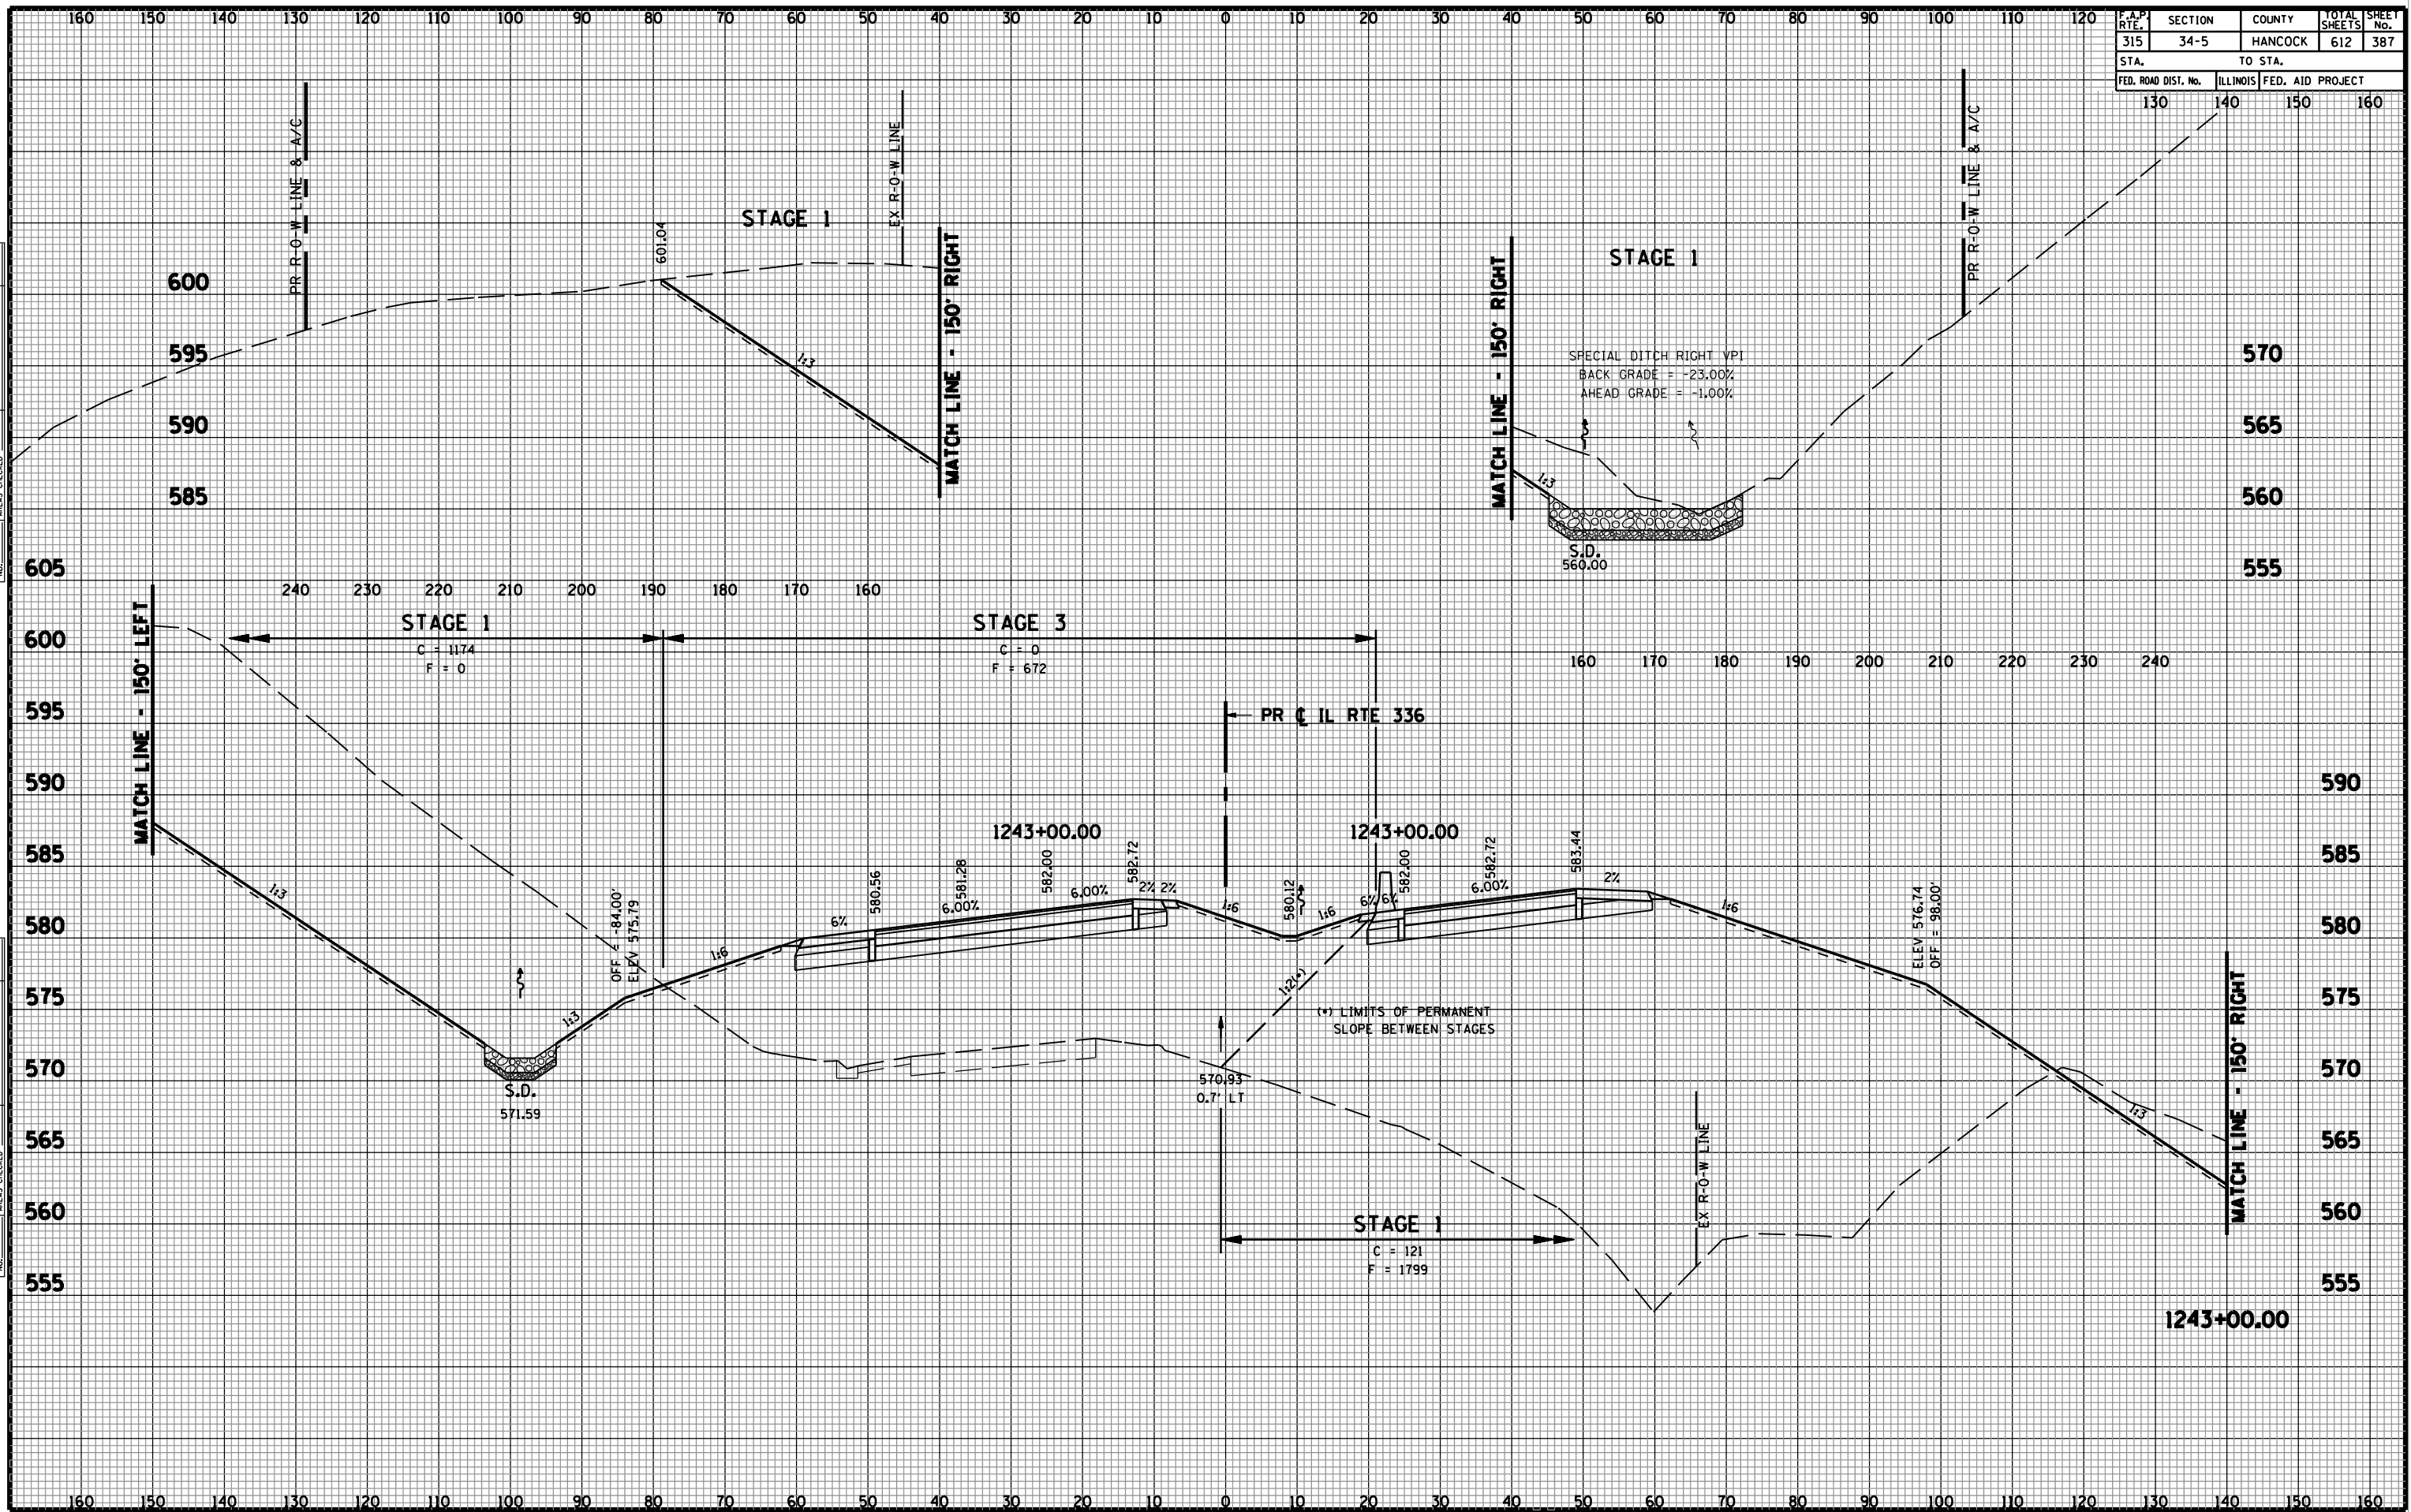 160 150 140 130 120 110 100 90 80 70 60 50 40 30 20 10 0 10 20 30 40 50 60 70 80 90 100 110 120
F.A.P. RTE. SECTION COUNTY TOTAL SHEETS SHEET No.
315 34-5 HANCOCK 612 387
STA. TO STA.
FED. ROAD DIST. No. ILLINOIS FED. AID PROJECT
130 140 150 160
PR R-O-W LINE & A/C
EX R-O-W LINE
PR R-O-W LINE & A/C
STAGE 1
601.04
MATCH LINE - 150' RIGHT
1:3
600
595
590
585
STAGE 1
MATCH LINE - 150' RIGHT
SPECIAL DITCH RIGHT VPI
BACK GRADE = -23.00%
AHEAD GRADE = -1.00%
1:3
S.D.
560.00
570
565
560
555
240 230 220 210 200 190 180 170 160
160 170 180 190 200 210 220 230 240
605
600
595
590
585
580
575
570
565
560
555
MATCH LINE - 150' LEFT
STAGE 1
C = 1174
F = 0
STAGE 3
C = 0
F = 672
PR ℄ IL RTE 336
1243+00.00
1243+00.00
1:3
S.D.
571.59
1:3
OFF = -84.00'
ELEV 575.79
1:6
6%
580.56
6.00%
581.28
582.00
6.00%
582.72
2% 2%
1:6
580.12
1:6
6% 6%
582.00
6.00%
582.72
583.44
2%
1:6
ELEV 576.74
OFF = 98.00'
1:2(•)
(•) LIMITS OF PERMANENT
SLOPE BETWEEN STAGES
570.93
0.7' LT
EX R-O-W LINE
STAGE 1
C = 121
F = 1799
1:3
MATCH LINE - 150' RIGHT
590
585
580
575
570
565
560
555
1243+00.00
160 150 140 130 120 110 100 90 80 70 60 50 40 30 20 10 0 10 20 30 40 50 60 70 80 90 100 110 120 130 140 150 160